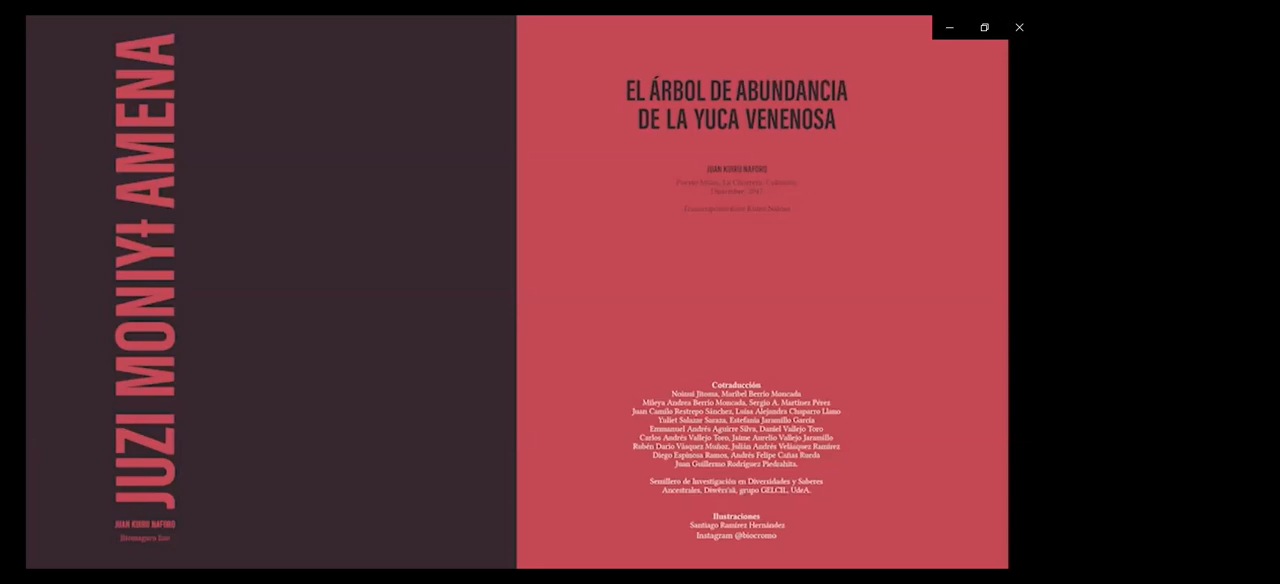 JUZI MONIYƗ AMENA
JUAN KUIRU NAFORO
EL ÁRBOL DE ABUNDANCIA
DE LA YUCA VENENOSA
JUAN KUIRU NAFORO
Cotraducción
Noinui Jitoma, Maribel Berrío Moncada
Mileya Andrea Berrío Moncada, Sergio A. Martínez Pérez
Juan Camilo Restrepo Sánchez, Luisa Alejandra Chaparro Llano
Yuliet Salazar Saraza, Estefanía Jaramillo García
Emmanuel Andrés Aguirre Silva, Daniel Vallejo Toro
Carlos Andrés Vallejo Toro, Jaime Aurelio Vallejo Jaramillo
Rubén Darío Vásquez Muñoz, Julián Andrés Velásquez Ramírez
Diego Espinosa Ramos, Andrés Felipe Cañas Rueda
Juan Guillermo Rodríguez Piedrahita.
Semillero de Investigación en Diversidades y Saberes
Ancestrales, grupo GELCIL, UdeA.
Ilustraciones
Santiago Ramírez Hernández
Instagram @biocromo